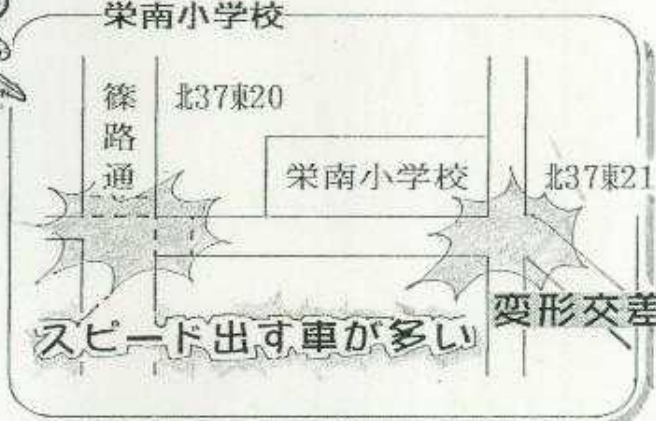 栄南小学校
篠路通
北37東20
栄南小学校
北37東21
スピード出す車が多い
変形交差